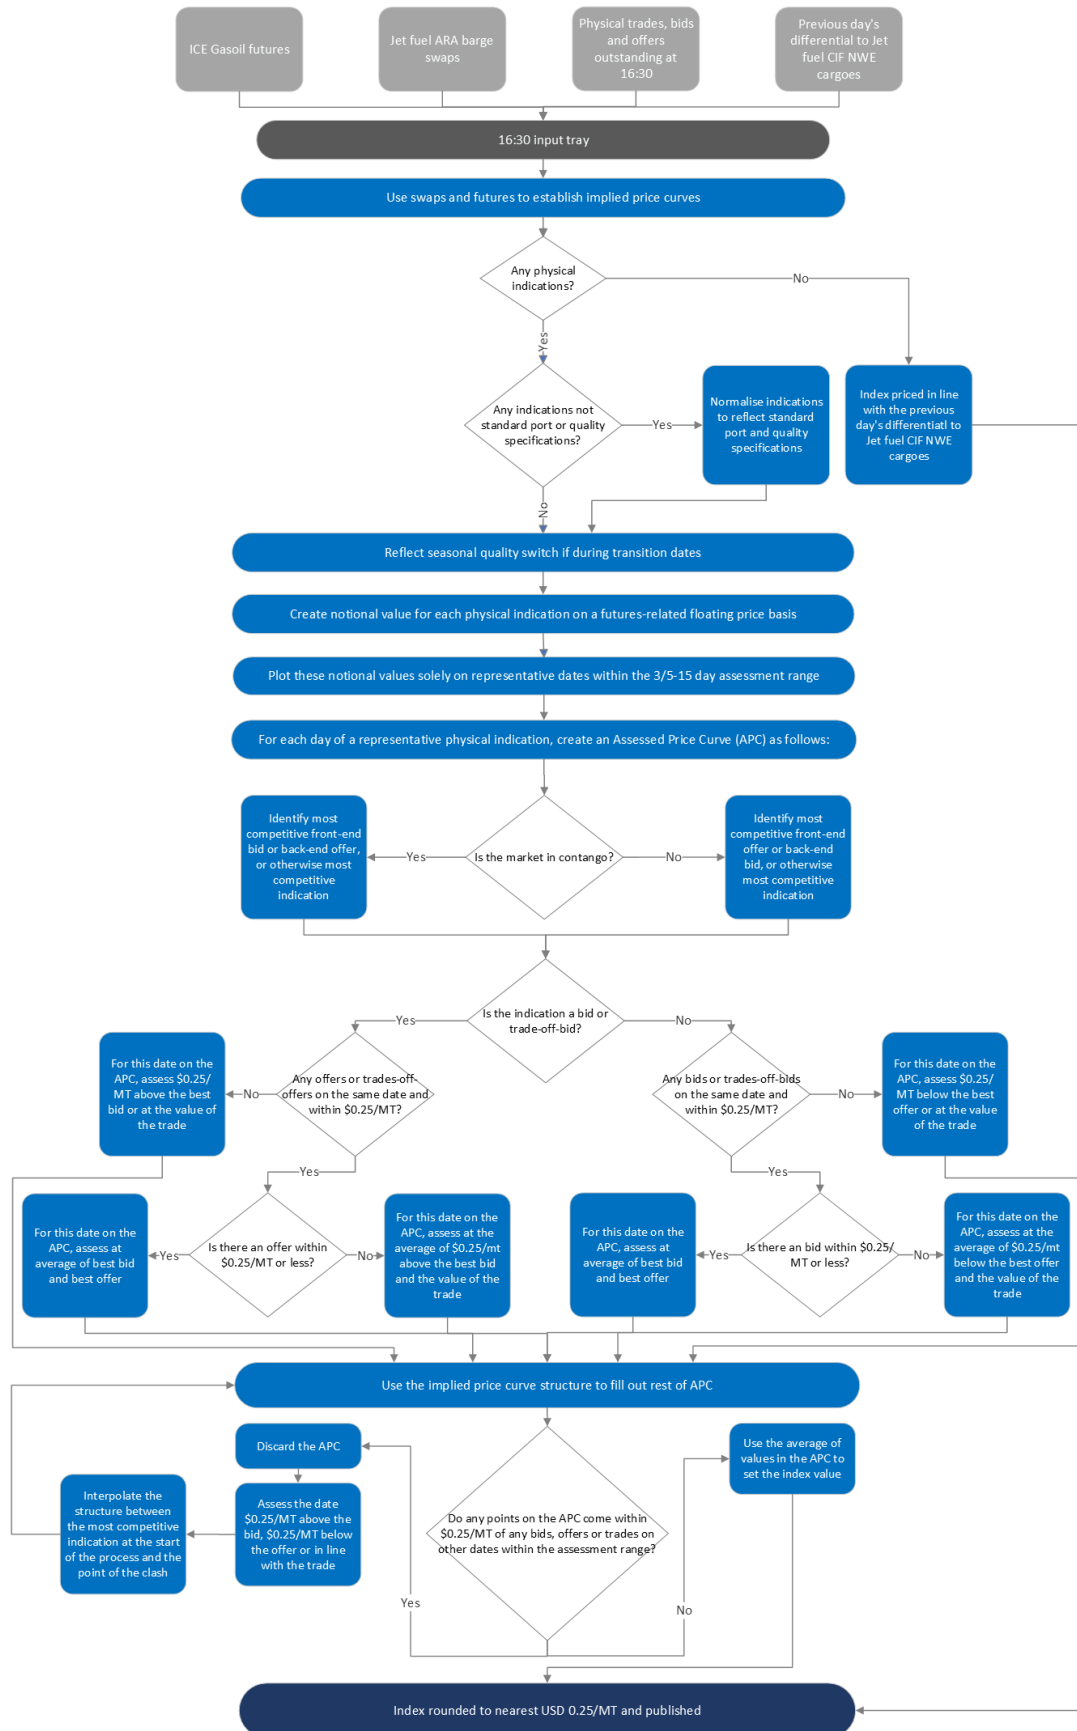 ICE Gasoil futures
Jet fuel ARA barge
swaps
Physical trades, bids
and offers
outstanding at
16:30
Previous day's
differential to Jet
fuel CIF NWE
cargoes
16:30 input tray
Use swaps and futures to establish implied price curves
Any physical
indications?
No
Yes
Any indications not
standard port or quality
specifications?
Yes
Normalise indications
to reflect standard
port and quality
specifications
Index priced in line
with the previous
day's differentiatl to
Jet fuel CIF NWE
cargoes
No
Reflect seasonal quality switch if during transition dates
Create notional value for each physical indication on a futures-related floating price basis
Plot these notional values solely on representative dates within the 3/5-15 day assessment range
For each day of a representative physical indication, create an Assessed Price Curve (APC) as follows:
Identify most
competitive front-end
bid or back-end offer,
or otherwise most
competitive
indication
Yes
Is the market in contango?
No
Identify most
competitive front-end
offer or back-end
bid, or otherwise
most competitive
indication
Is the indication a bid or
trade-off-bid?
Yes
No
For this date on the
APC, assess $0.25/
MT above the best
bid or at the value of
the trade
No
Any offers or trades-off-
offers on the same date and
within $0.25/MT?
Any bids or trades-off-bids
on the same date and
within $0.25/MT?
No
For this date on the
APC, assess $0.25/
MT below the best
offer or at the value
of the trade
Yes
Yes
For this date on the
APC, assess at
average of best bid
and best offer
Yes
Is there an offer within
$0.25/MT or less?
No
For this date on the
APC, assess at the
average of $0.25/mt
above the best bid
and the value of the
trade
For this date on the
APC, assess at
average of best bid
and best offer
Yes
Is there an bid within $0.25/
MT or less?
No
For this date on the
APC, assess at the
average of $0.25/mt
below the best offer
and the value of the
trade
Use the implied price curve structure to fill out rest of APC
Discard the APC
Use the average of
values in the APC to
set the index value
Interpolate the
structure between
the most competitive
indication at the start
of the process and the
point of the clash
Assess the date
$0.25/MT above the
bid, $0.25/MT below
the offer or in line
with the trade
Do any points on the APC come within
$0.25/MT of any bids, offers or trades on
other dates within the assessment range?
Yes
No
Index rounded to nearest USD 0.25/MT and published